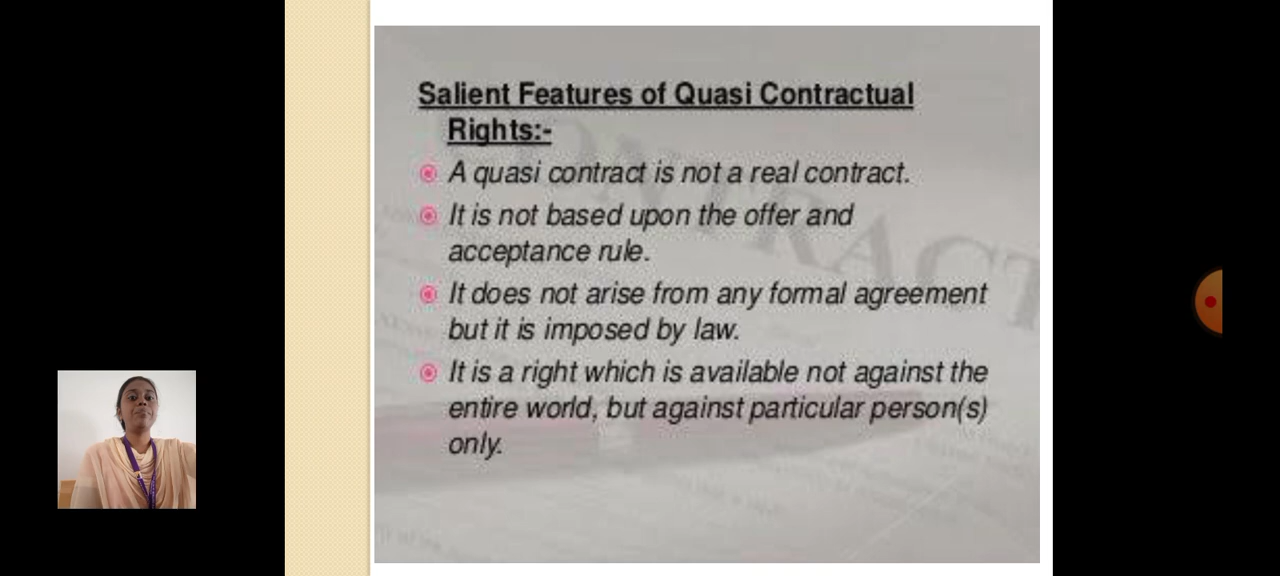 Salient Features of Quasi Contractual
Rights:-
A quasi contract is not a real contract.
It is not based upon the offer and
acceptance rule.
It does not arise from any formal agreement
but it is imposed by law.
It is a right which is available not against the
entire world, but against particular person(s)
only.
CONTRACT